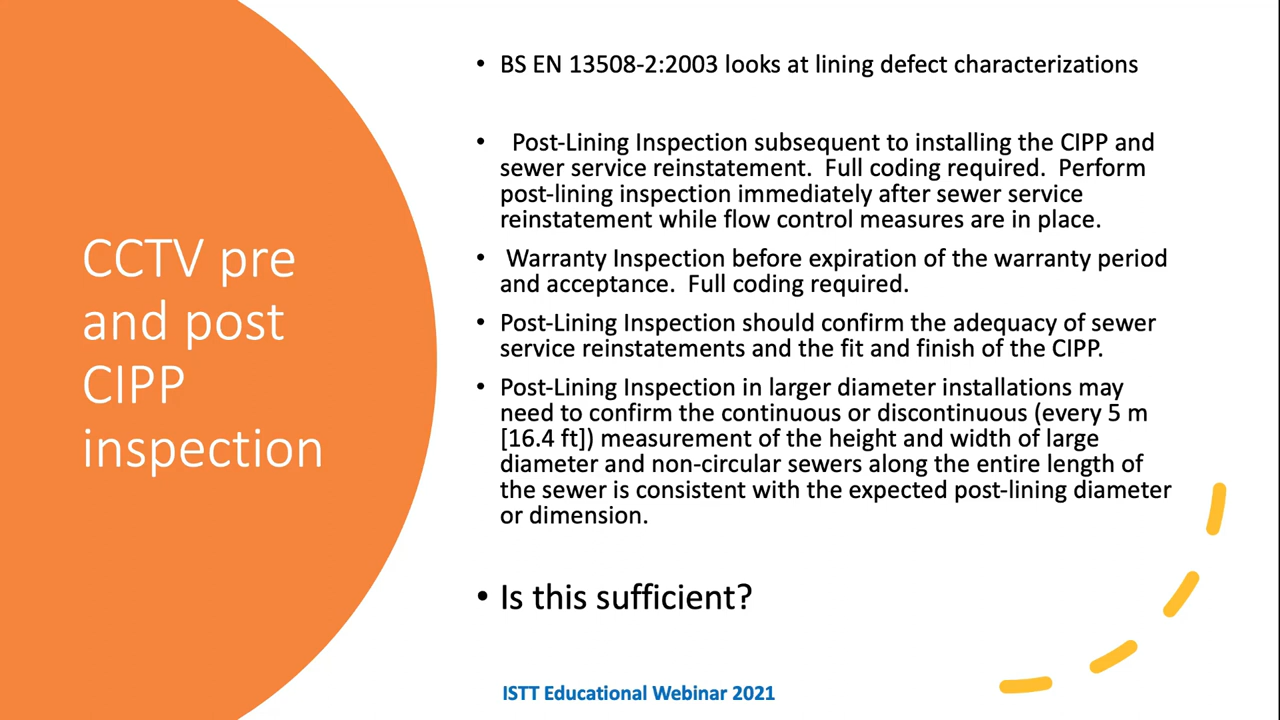 CCTV pre
and post
CIPP
inspection
• BS EN 13508-2:2003 looks at lining defect characterizations
• Post-Lining Inspection subsequent to installing the CIPP and
sewer service reinstatement. Full coding required. Perform
post-lining inspection immediately after sewer service
reinstatement while flow control measures are in place.
• Warranty Inspection before expiration of the warranty period
and acceptance. Full coding required.
• Post-Lining Inspection should confirm the adequacy of sewer
service reinstatements and the fit and finish of the CIPP.
• Post-Lining Inspection in larger diameter installations may
need to confirm the continuous or discontinuous (every 5 m
[16.4 ft]) measurement of the height and width of large
diameter and non-circular sewers along the entire length of
the sewer is consistent with the expected post-lining diameter
or dimension.
• Is this sufficient?
ISTT Educational Webinar 2021